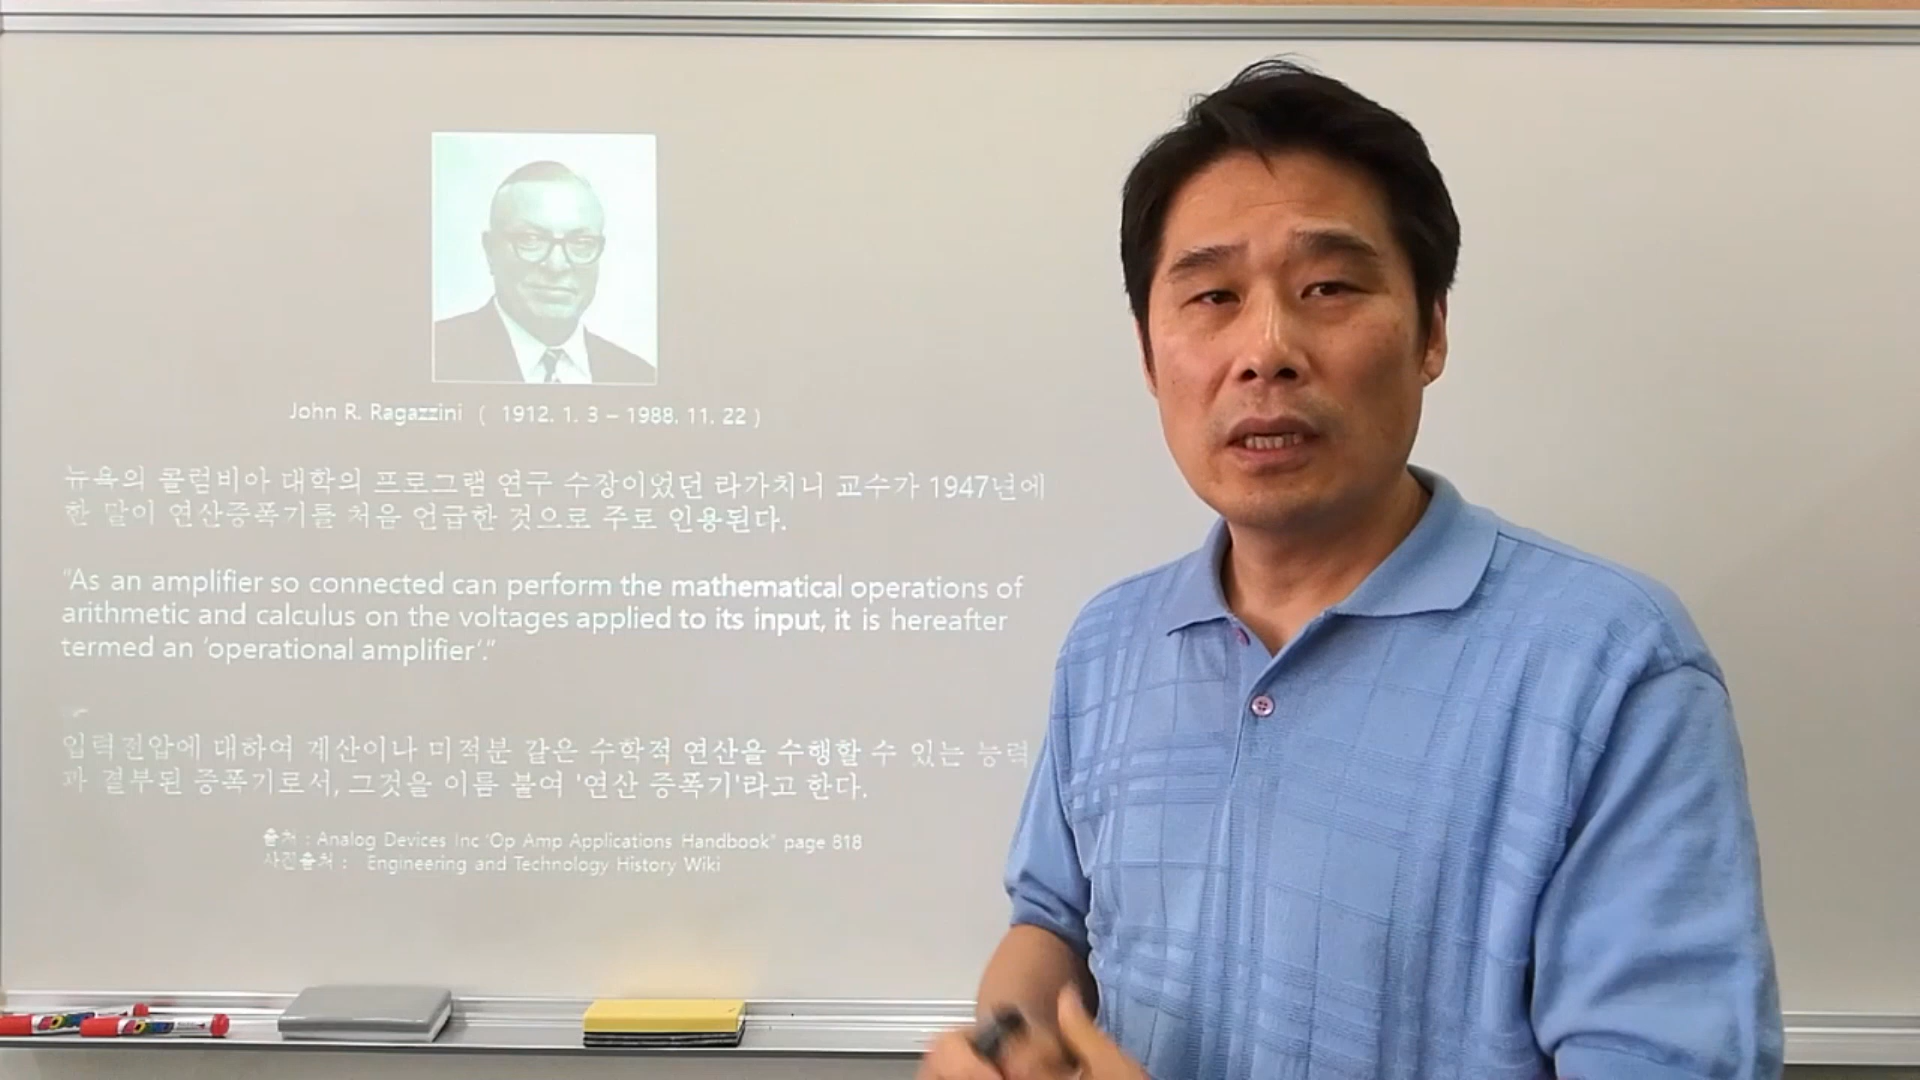 John R. Ragazzini ( 1912. 1. 3 – 1988. 11. 22 )
뉴욕의 콜럼비아 대학의 프로그램 연구 수장이었던 라가치니 교수가 1947년에
한 말이 연산증폭기를 처음 언급한 것으로 주로 인용된다.
"As an amplifier so connected can perform the mathematical operations of
arithmetic and calculus on the voltages applied to its input, it is hereafter
termed an 'operational amplifier'."
입력전압에 대하여 계산이나 미적분 같은 수학적 연산을 수행할 수 있는 능력
과 결부된 증폭기로서, 그것을 이름 붙여 '연산 증폭기'라고 한다.
출처 : Analog Devices Inc 'Op Amp Applications Handbook" page 818
사진출처 : Engineering and Technology History Wiki